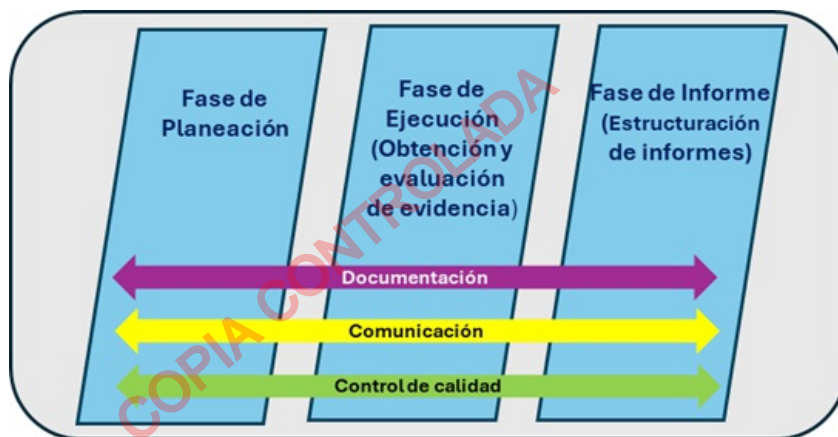 Fase de
Planeación
Fase de
Ejecución
(Obtención y
evaluación
de evidencia)
Fase de Informe
(Estructuración
de informes)
Documentación
Comunicación
Control de calidad
COPIA CONTROLADA